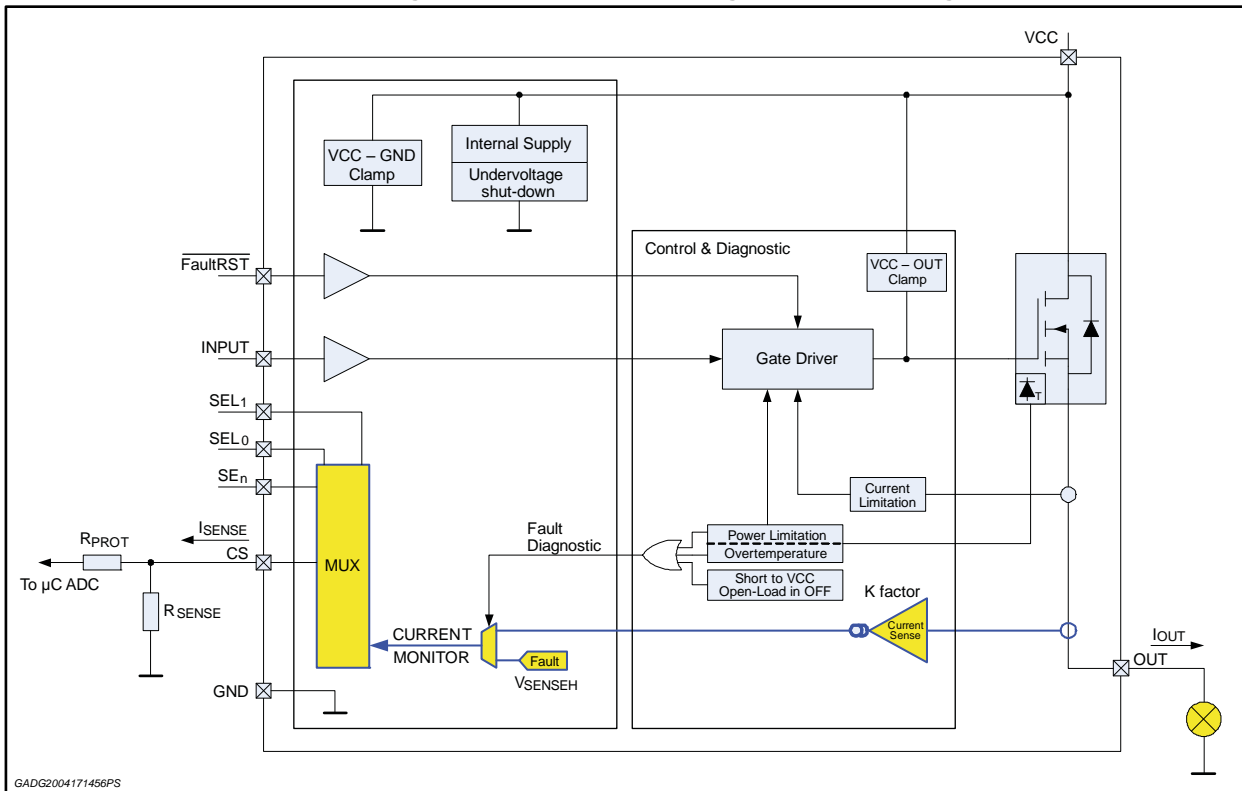 VCC
VCC – GND
Clamp
Internal Supply
Undervoltage
shut-down
Control & Diagnostic
VCC – OUT
Clamp
FaultRST
INPUT
Gate Driver
T
SEL1
SEL0
SEn
Current
Limitation
ISENSE
RPROT
CS
To µC ADC
RSENSE
MUX
Fault
Diagnostic
Power Limitation
Overtemperature
Short to VCC
Open-Load in OFF
K factor
Current
Sense
CURRENT
MONITOR
Fault
VSENSEH
IOUT
OUT
GND
GADG2004171456PS